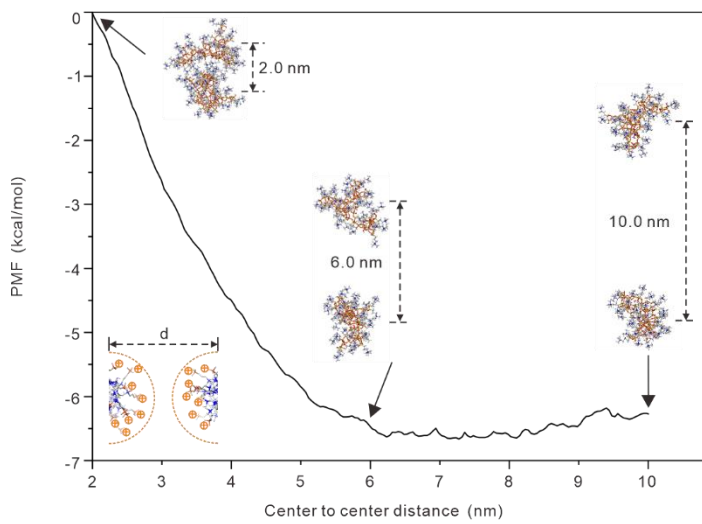 0
-1
-2
-3
-4
-5
-6
-7
PMF (kcal/mol)
2.0 nm
6.0 nm
10.0 nm
d
2 3 4 5 6 7 8 9 10
Center to center distance (nm)